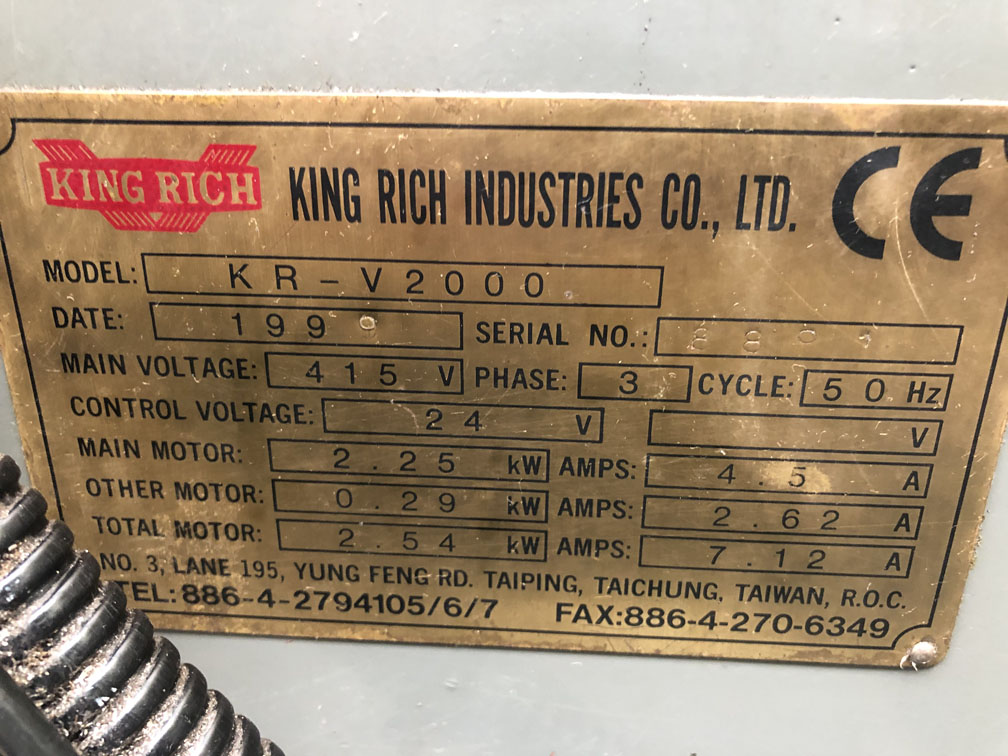 KING RICH KING RICH INDUSTRIES CO., LTD. CE
MODEL: KR-V2000
DATE: 1999 SERIAL NO.:
MAIN VOLTAGE: 415 V PHASE: 3 CYCLE: 50 Hz
CONTROL VOLTAGE: 24 V V
MAIN MOTOR: 2.25 kW AMPS: 4.5 A
OTHER MOTOR: 0.29 kW AMPS: 2.62 A
TOTAL MOTOR: 2.54 kW AMPS: 7.12 A
NO. 3, LANE 195, YUNG FENG RD. TAIPING, TAICHUNG, TAIWAN, R.O.C.
TEL:886-4-2794105/6/7 FAX:886-4-270-6349